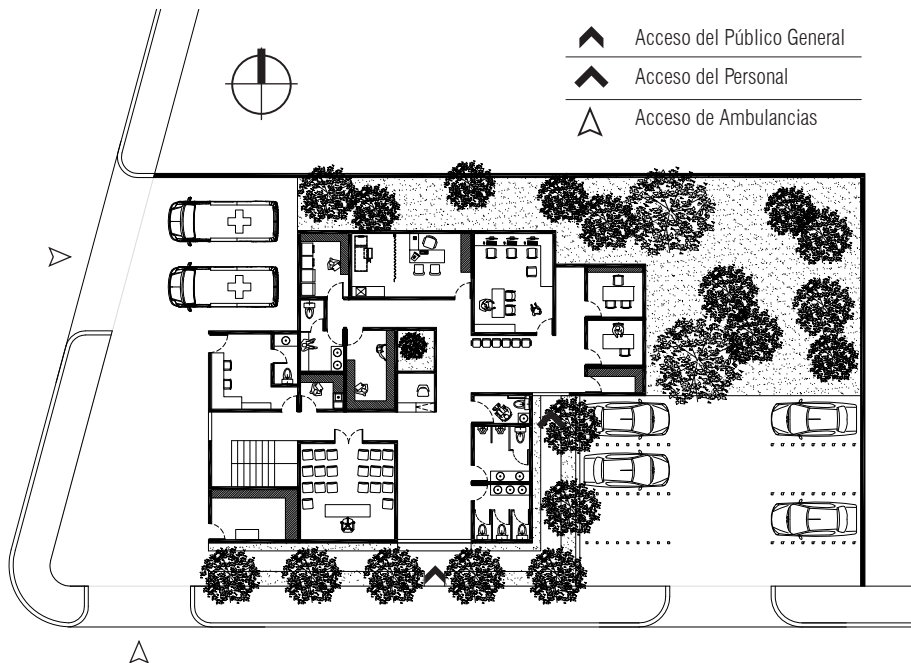 Acceso del Público General
Acceso del Personal
Acceso de Ambulancias